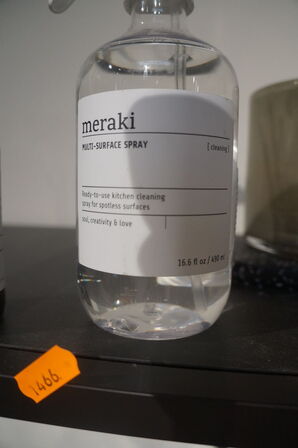 meraki
MULTI-SURFACE SPRAY
[ cleaning ]
Ready-to-use kitchen cleaning
spray for spotless surfaces
soul, creativity & love
16.6 fl oz / 490 ml
1466